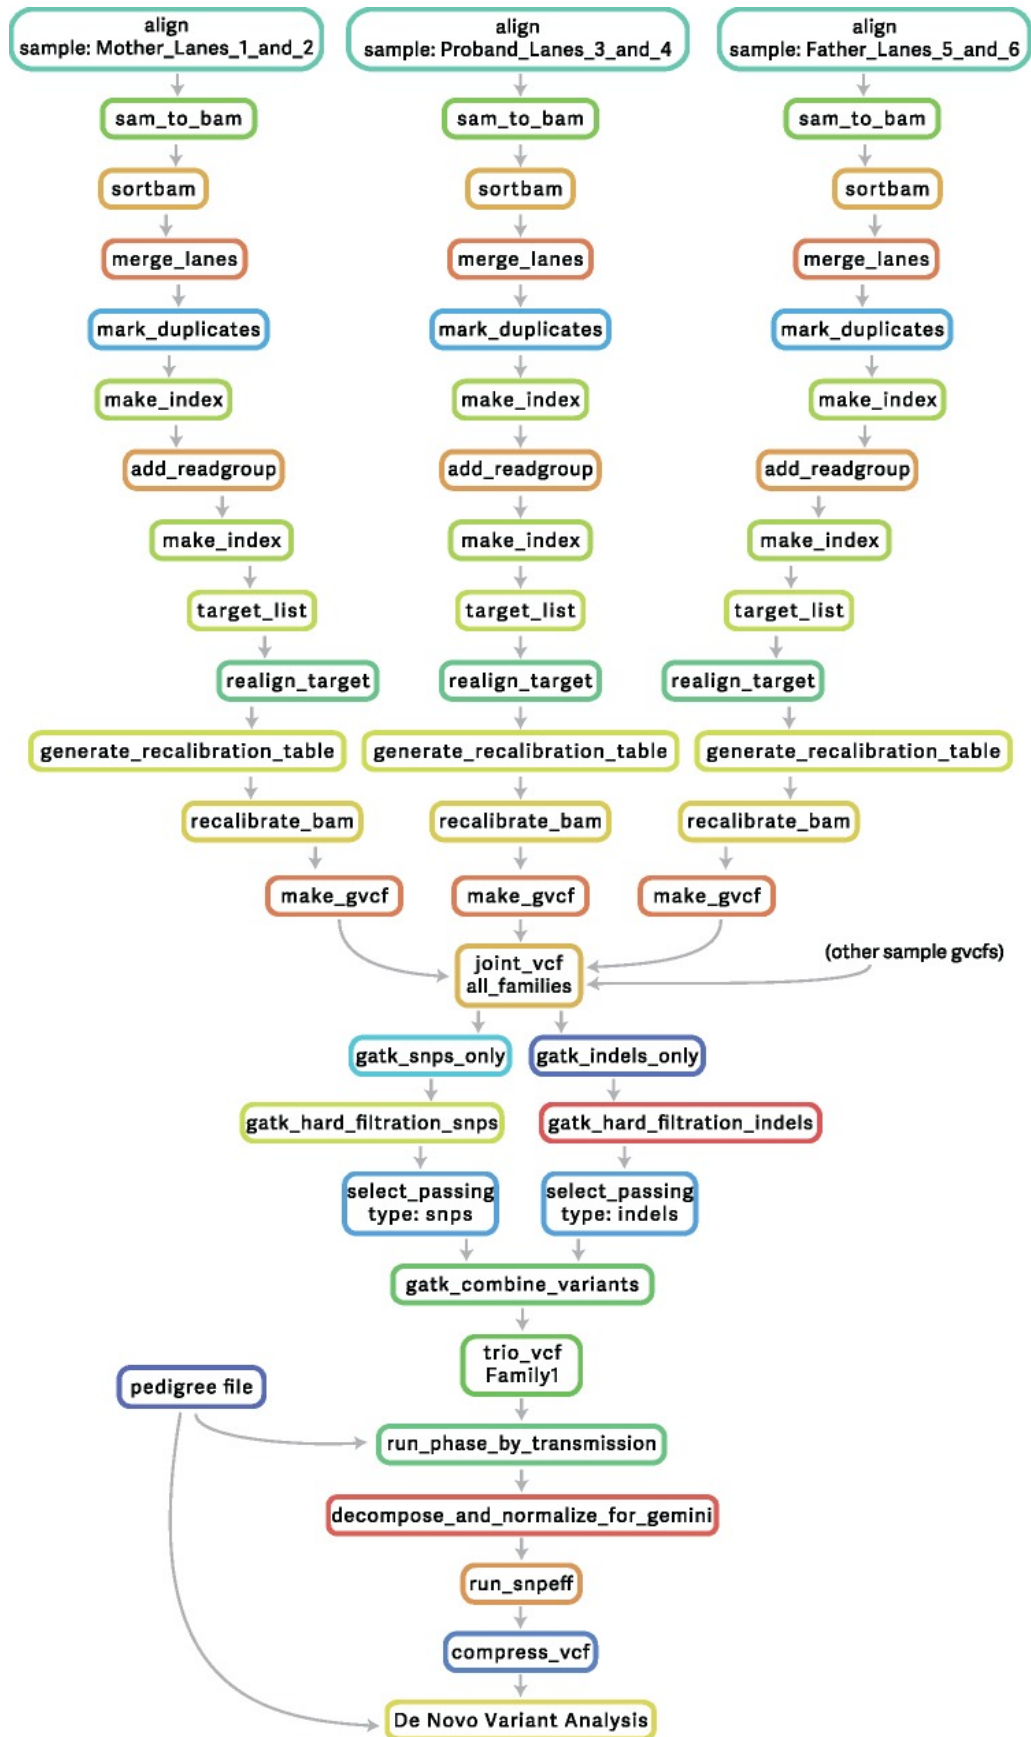 align
sample: Mother_Lanes_1_and_2
align
sample: Proband_Lanes_3_and_4
align
sample: Father_Lanes_5_and_6
sam_to_bam
sam_to_bam
sam_to_bam
sortbam
sortbam
sortbam
merge_lanes
merge_lanes
merge_lanes
mark_duplicates
mark_duplicates
mark_duplicates
make_index
make_index
make_index
add_readgroup
add_readgroup
add_readgroup
make_index
make_index
make_index
target_list
target_list
target_list
realign_target
realign_target
realign_target
generate_recalibration_table
generate_recalibration_table
generate_recalibration_table
recalibrate_bam
recalibrate_bam
recalibrate_bam
make_gvcf
make_gvcf
make_gvcf
(other sample gvcfs)
joint_vcf
all_families
gatk_snps_only
gatk_indels_only
gatk_hard_filtration_snps
gatk_hard_filtration_indels
select_passing
type: snps
select_passing
type: indels
gatk_combine_variants
trio_vcf
Family1
pedigree file
run_phase_by_transmission
decompose_and_normalize_for_gemini
run_snpeff
compress_vcf
De Novo Variant Analysis